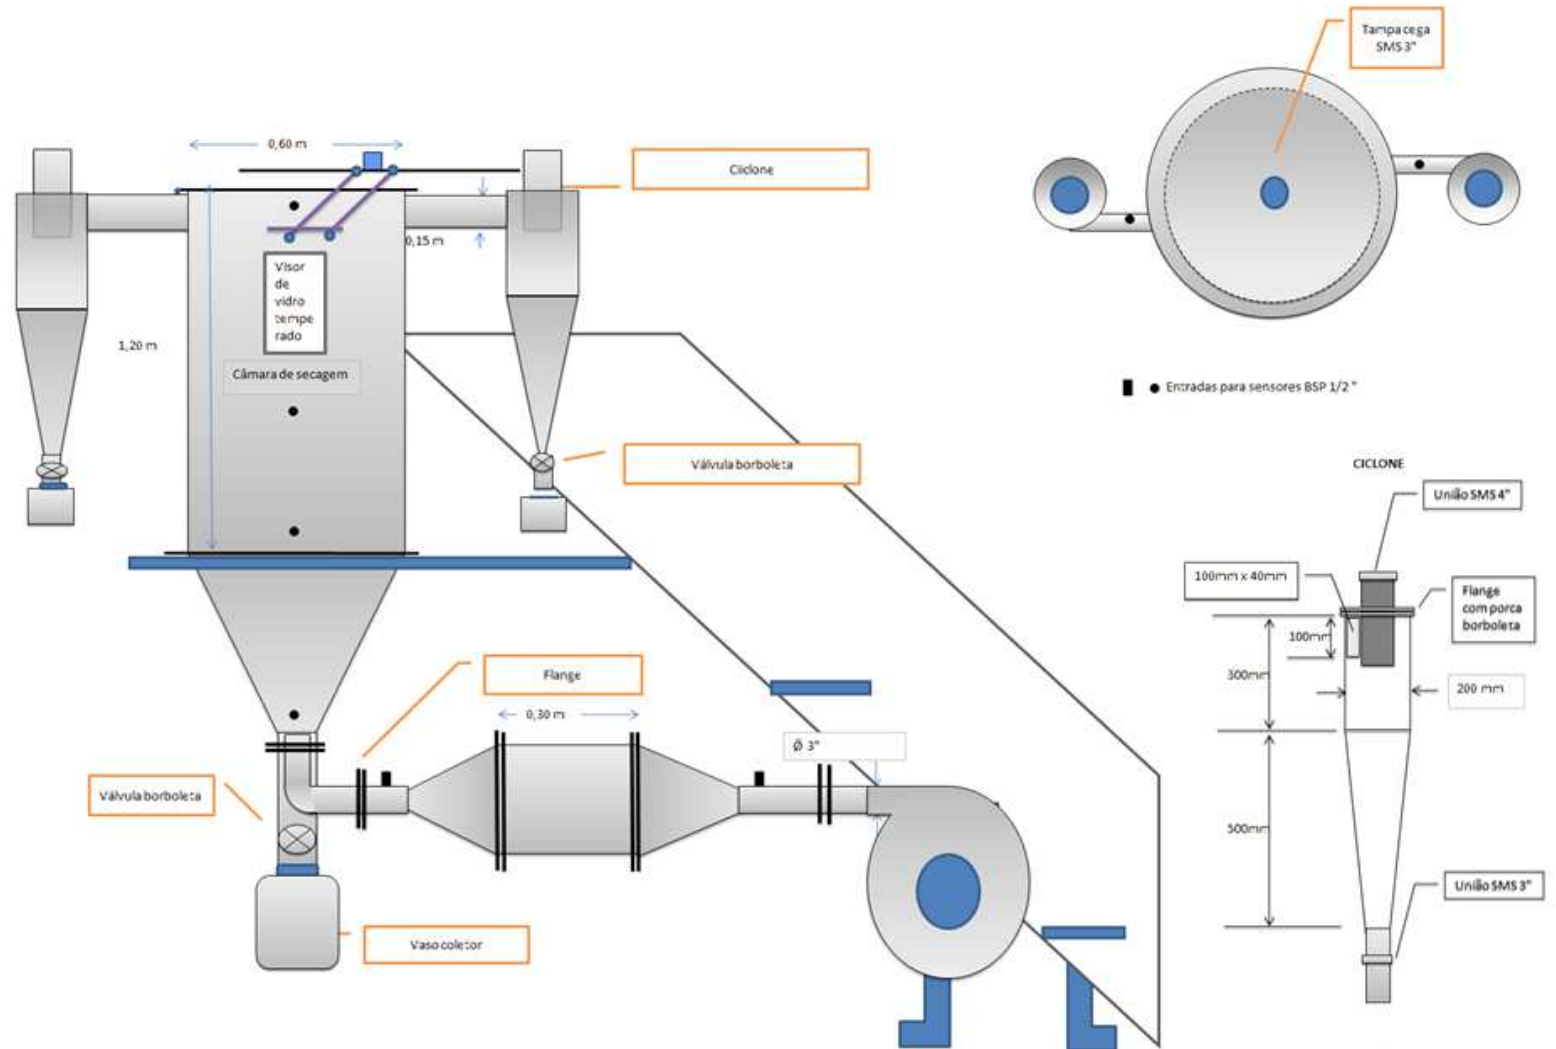 Tampa cega
SMS 3"
0,60 m
Ciiclone
0,15 m
Visor
de
vidro
tempe
rado
1,20 m
Câmara de secagem
Entradas para sensores BSP 1/2 "
Válvula borboleta
CICLONE
União SMS 4"
100mm x 40mm
Flange
com porca
borboleta
100mm
300mm
200 mm
Flange
0,30 m
Ø 3"
Válvula borboleta
500mm
União SMS 3"
Vaso coletor